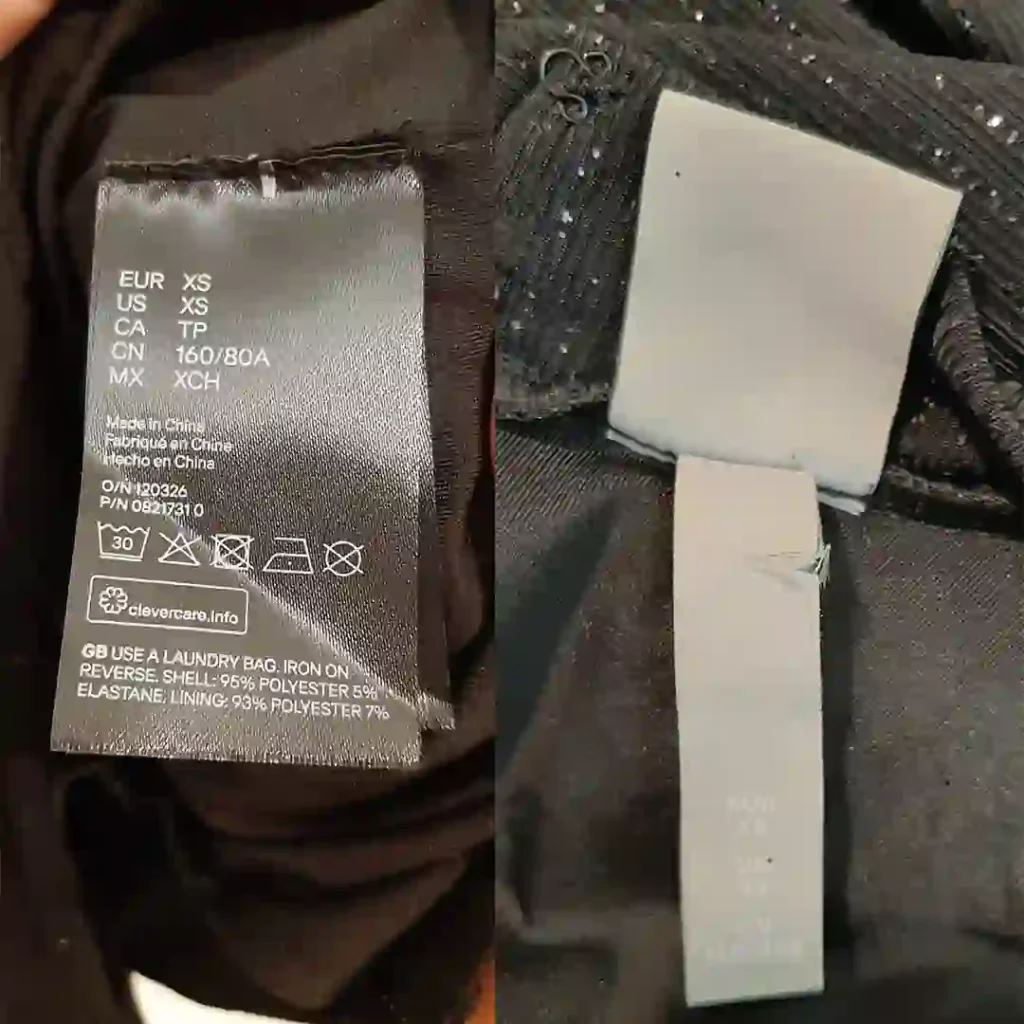 EUR XS
US XS
CA TP
CN 160/80A
MX XCH
Made in China
Fabriqué en Chine
Hecho en China
O/N 120326
P/N 0821731 0
30
clevercare.info
GB USE A LAUNDRY BAG. IRON ON
REVERSE. SHELL: 95% POLYESTER 5%
ELASTANE. LINING: 93% POLYESTER 7%